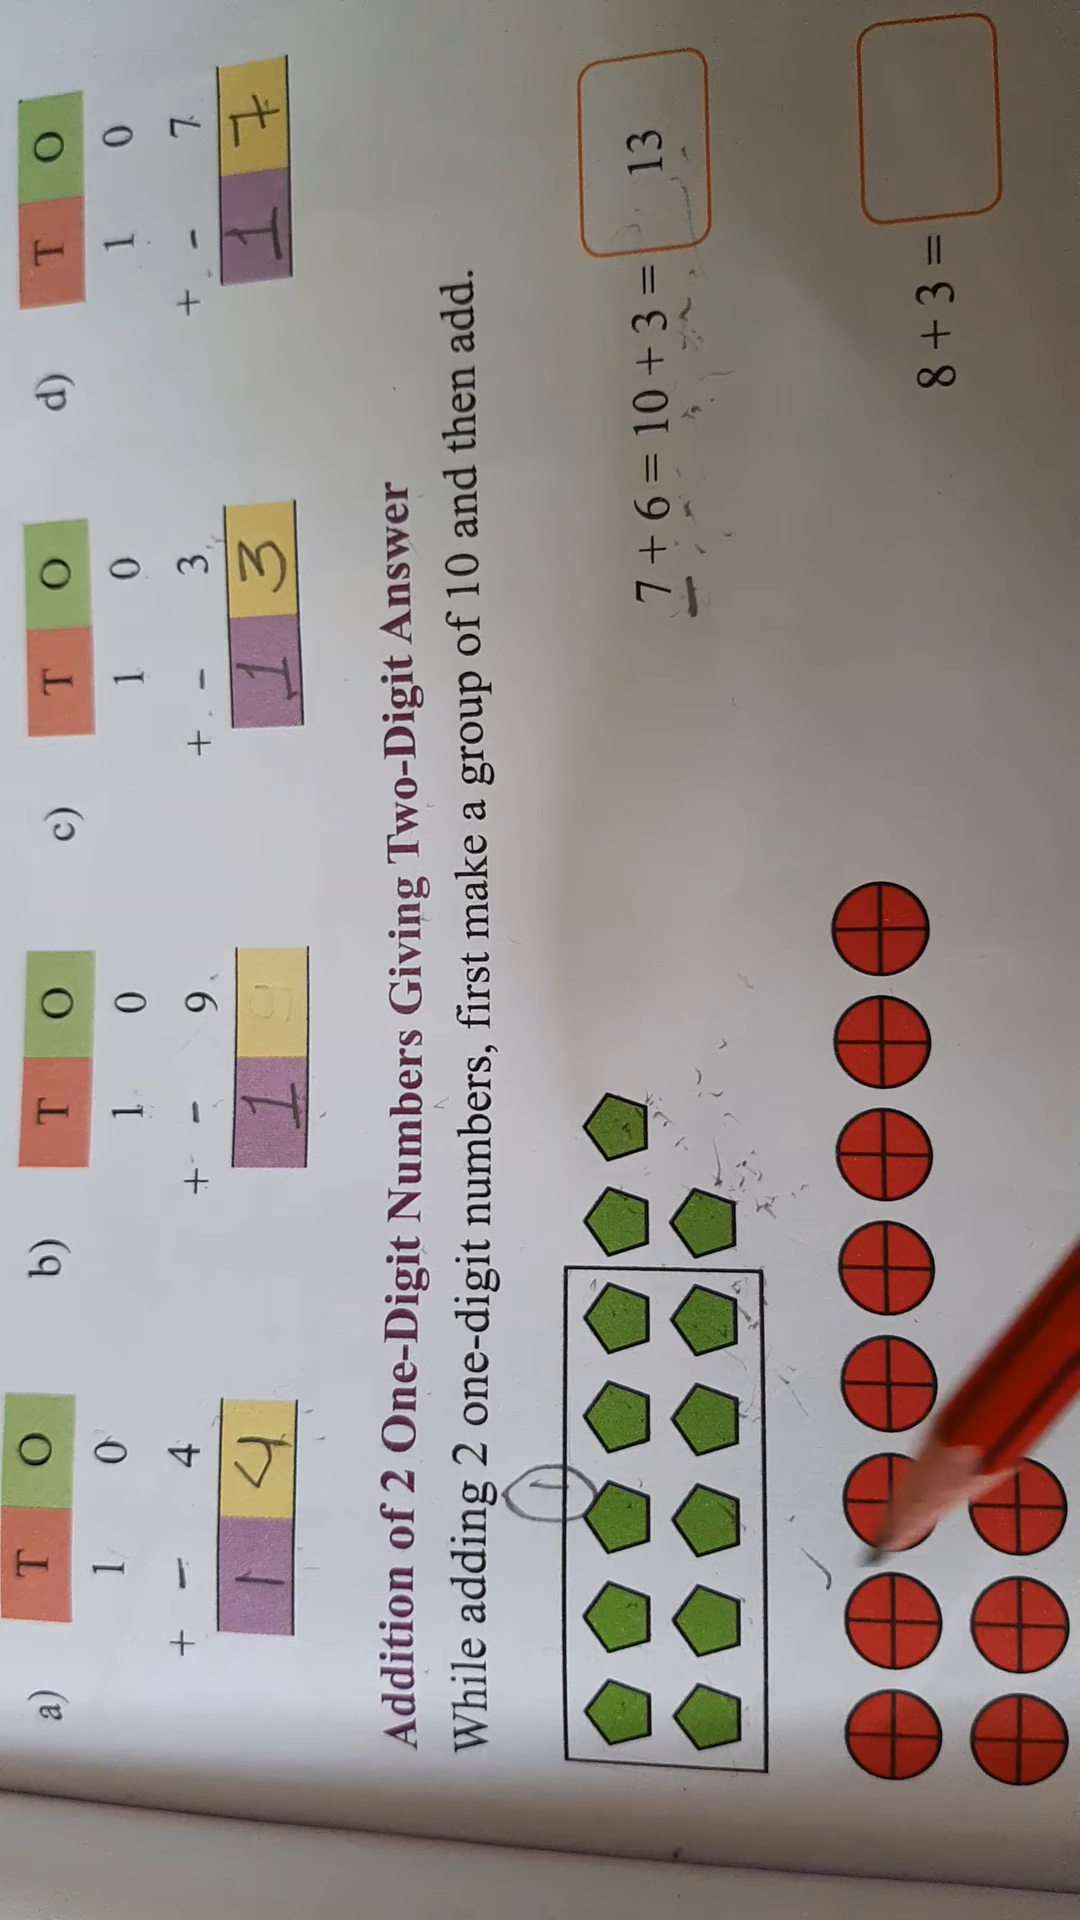 a) T O b) T O c) T O d) T O
1 0 1 0 1 0 1 0
+ - 4 + - 9 + - 3 + - 7
1 4 1 9 1 3 1 7
Addition of 2 One-Digit Numbers Giving Two-Digit Answer
While adding 2 one-digit numbers, first make a group of 10 and then add.
1
7 + 6 = 10 + 3 = 13
8 + 3 =